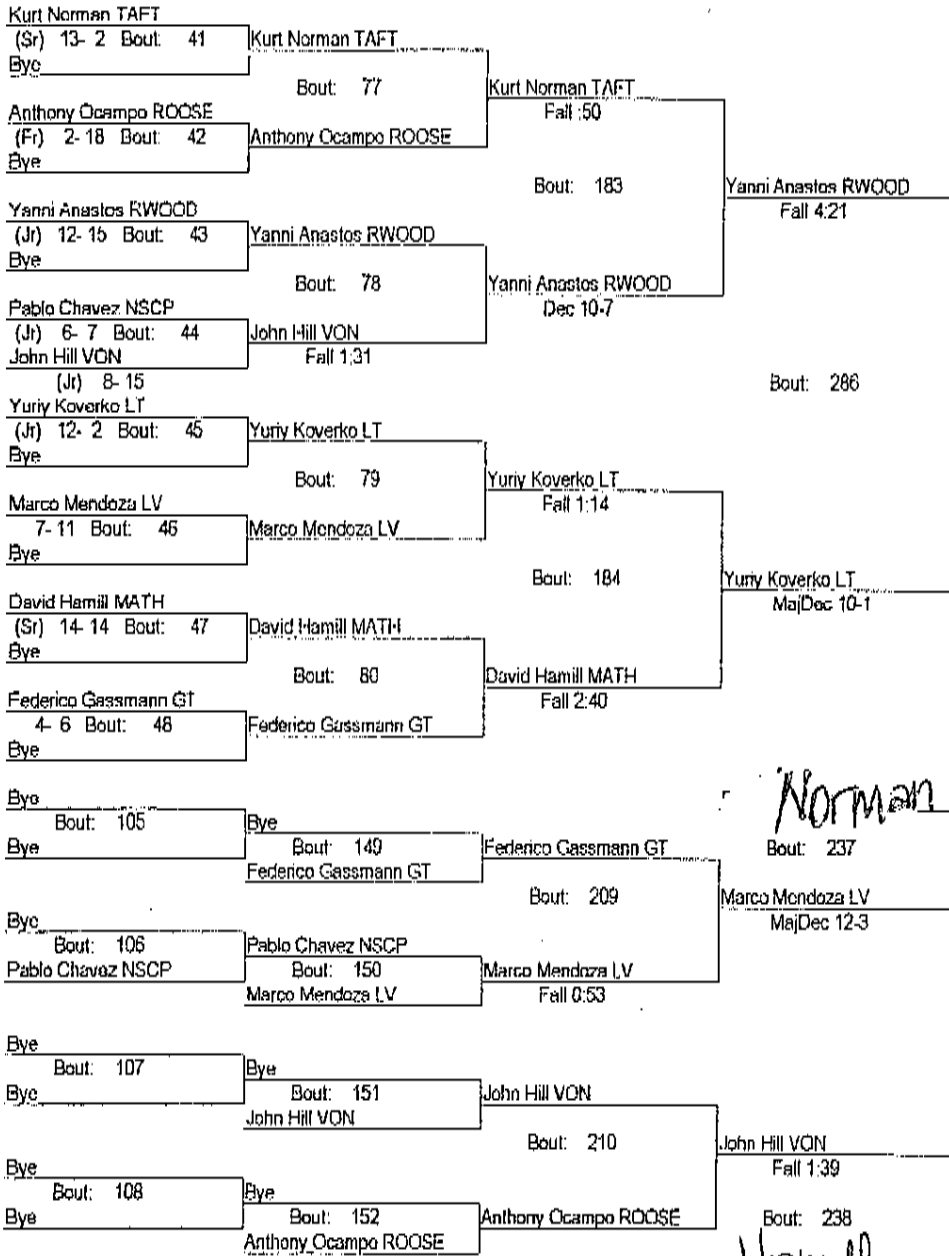 Kurt Norman TAFT
(Sr) 13- 2 Bout: 41 Kurt Norman TAFT
Bye
Bout: 77 Kurt Norman TAFT
Anthony Ocampo ROOSE Fall :50
(Fr) 2- 18 Bout: 42 Anthony Ocampo ROOSE
Bye
Bout: 183 Yanni Anastos RWOOD
Yanni Anastos RWOOD Fall 4:21
(Jr) 12- 15 Bout: 43 Yanni Anastos RWOOD
Bye
Bout: 78 Yanni Anastos RWOOD
Pablo Chavez NSCP Dec 10-7
(Jr) 6- 7 Bout: 44 John Hill VON
John Hill VON Fall 1:31
(Jr) 8- 15 Bout: 286
Yuriy Koverko LT
(Jr) 12- 2 Bout: 45 Yuriy Koverko LT
Bye
Bout: 79 Yuriy Koverko LT
Marco Mendoza LV Fall 1:14
7- 11 Bout: 46 Marco Mendoza LV
Bye
Bout: 184 Yuriy Koverko LT
David Hamill MATH MajDec 10-1
(Sr) 14- 14 Bout: 47 David Hamill MATH
Bye
Bout: 80 David Hamill MATH
Federico Gassmann GT Fall 2:40
4- 6 Bout: 48 Federico Gassmann GT
Bye
Bye Norman
Bout: 105 Bye
Bye Bout: 149 Federico Gassmann GT Bout: 237
Federico Gassmann GT
Bout: 209 Marco Mendoza LV
Bye MajDec 12-3
Bout: 106 Pablo Chavez NSCP
Pablo Chavez NSCP Bout: 150 Marco Mendoza LV
Marco Mendoza LV Fall 0:53
Bye
Bout: 107 Bye
Bye Bout: 151 John Hill VON
John Hill VON
Bout: 210 John Hill VON
Bye Fall 1:39
Bout: 108 Bye
Bye Bout: 152 Anthony Ocampo ROOSE Bout: 238
Anthony Ocampo ROOSE